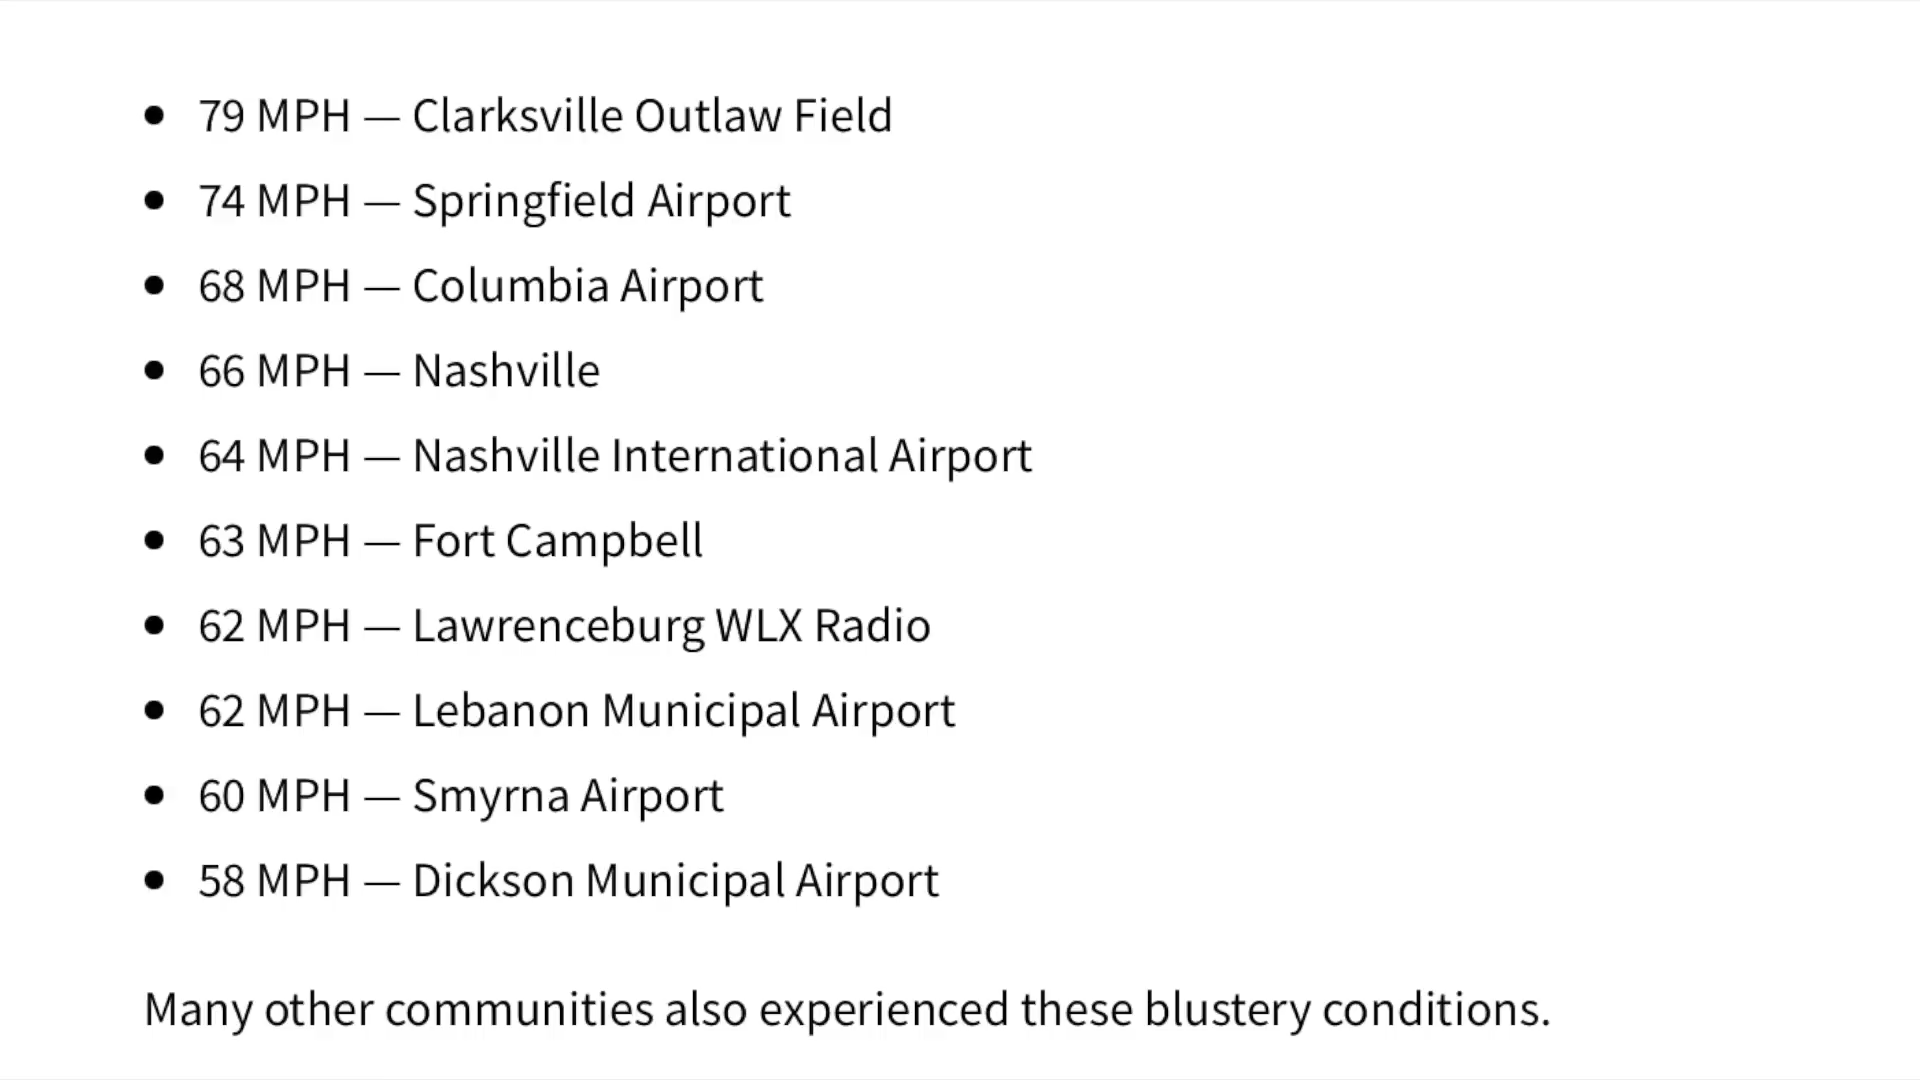 • 79 MPH — Clarksville Outlaw Field
• 74 MPH — Springfield Airport
• 68 MPH — Columbia Airport
• 66 MPH — Nashville
• 64 MPH — Nashville International Airport
• 63 MPH — Fort Campbell
• 62 MPH — Lawrenceburg WLX Radio
• 62 MPH — Lebanon Municipal Airport
• 60 MPH — Smyrna Airport
• 58 MPH — Dickson Municipal Airport
Many other communities also experienced these blustery conditions.